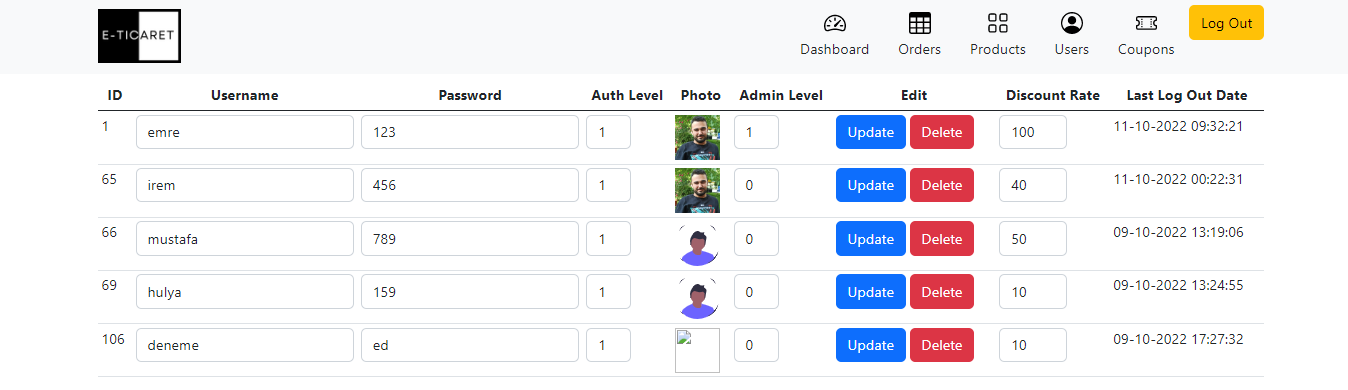 E-TICARET
Dashboard Orders Products Users Coupons Log Out
ID Username Password Auth Level Photo Admin Level Edit Discount Rate Last Log Out Date
1 emre 123 1 1 Update Delete 100 11-10-2022 09:32:21
65 irem 456 1 0 Update Delete 40 11-10-2022 00:22:31
66 mustafa 789 1 0 Update Delete 50 09-10-2022 13:19:06
69 hulya 159 1 0 Update Delete 10 09-10-2022 13:24:55
106 deneme ed 1 0 Update Delete 10 09-10-2022 17:27:32